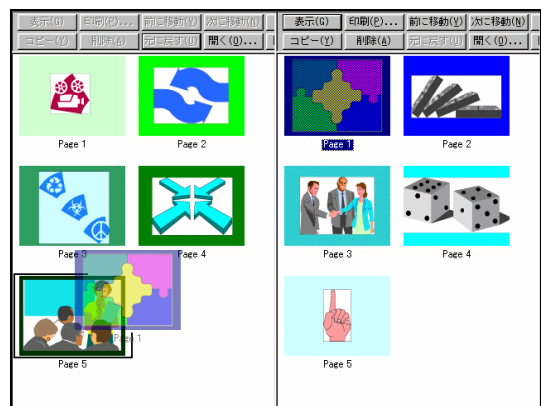 表示(G) 印刷(P)... 前に移動(Y) 次に移動(N)
コピー(Y) 削除(A) 元に戻す(U) 開く(O)...
Page 1 Page 2
Page 3 Page 4
Page 1
Page 5
表示(G) 印刷(P)... 前に移動(Y) 次に移動(N)
コピー(Y) 削除(A) 元に戻す(U) 開く(O)...
Page 1 Page 2
Page 3 Page 4
Page 5